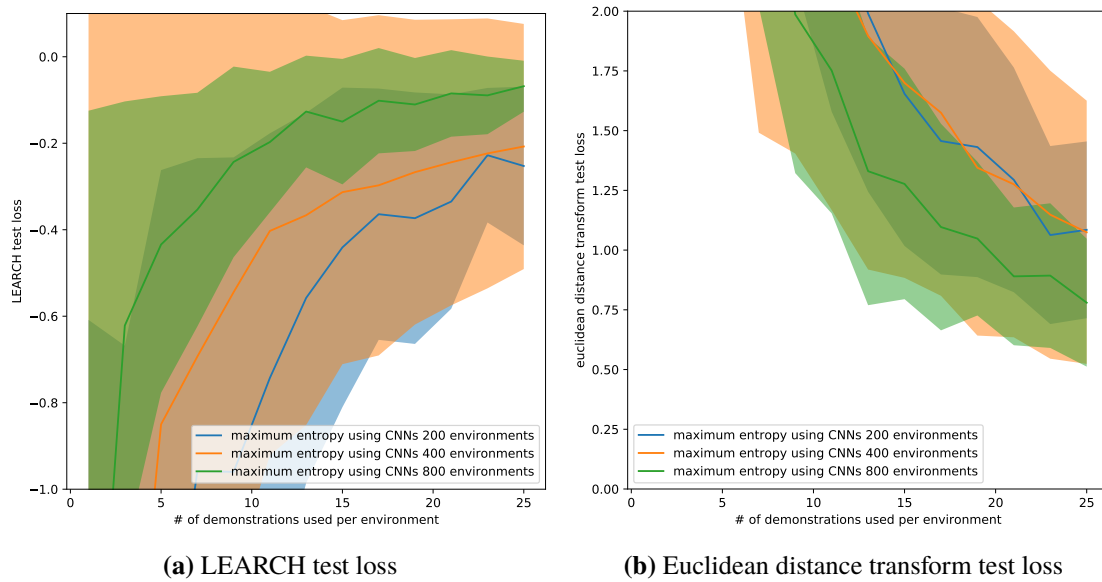 0.0
−0.2
−0.4
−0.6
−0.8
−1.0
LEARCH test loss
0 5 10 15 20 25
# of demonstrations used per environment
maximum entropy using CNNs 200 environments
maximum entropy using CNNs 400 environments
maximum entropy using CNNs 800 environments
(a) LEARCH test loss
2.00
1.75
1.50
1.25
1.00
0.75
0.50
0.25
0.00
euclidean distance transform test loss
0 5 10 15 20 25
# of demonstrations used per environment
maximum entropy using CNNs 200 environments
maximum entropy using CNNs 400 environments
maximum entropy using CNNs 800 environments
(b) Euclidean distance transform test loss